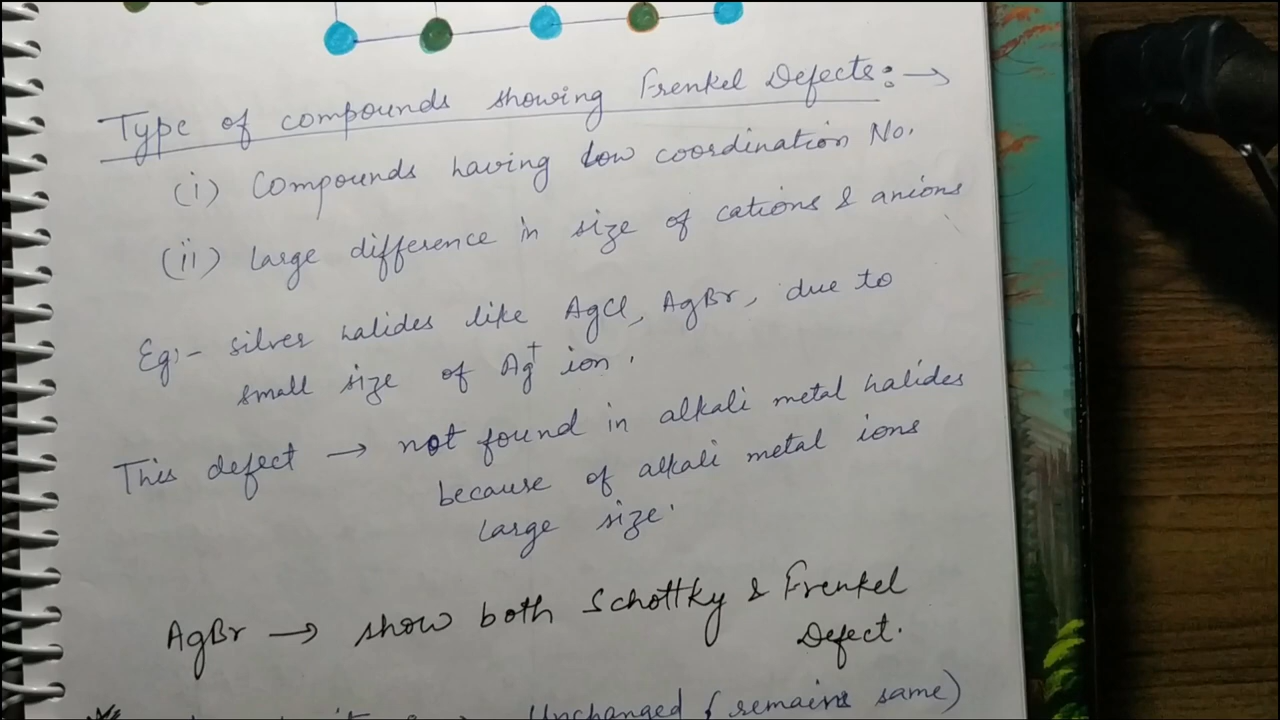 Type of compounds showing Frenkel Defects:→
(i) Compounds having low coordination No.
(ii) Large difference in size of cations & anions
Eg:- silver halides like AgCl, AgBr, due to
small size of Ag+ ion.
This defect → not found in alkali metal halides
because of alkali metal ions
large size.
AgBr → show both Schottky & Frenkel
Defect.
Unchanged (remains same)